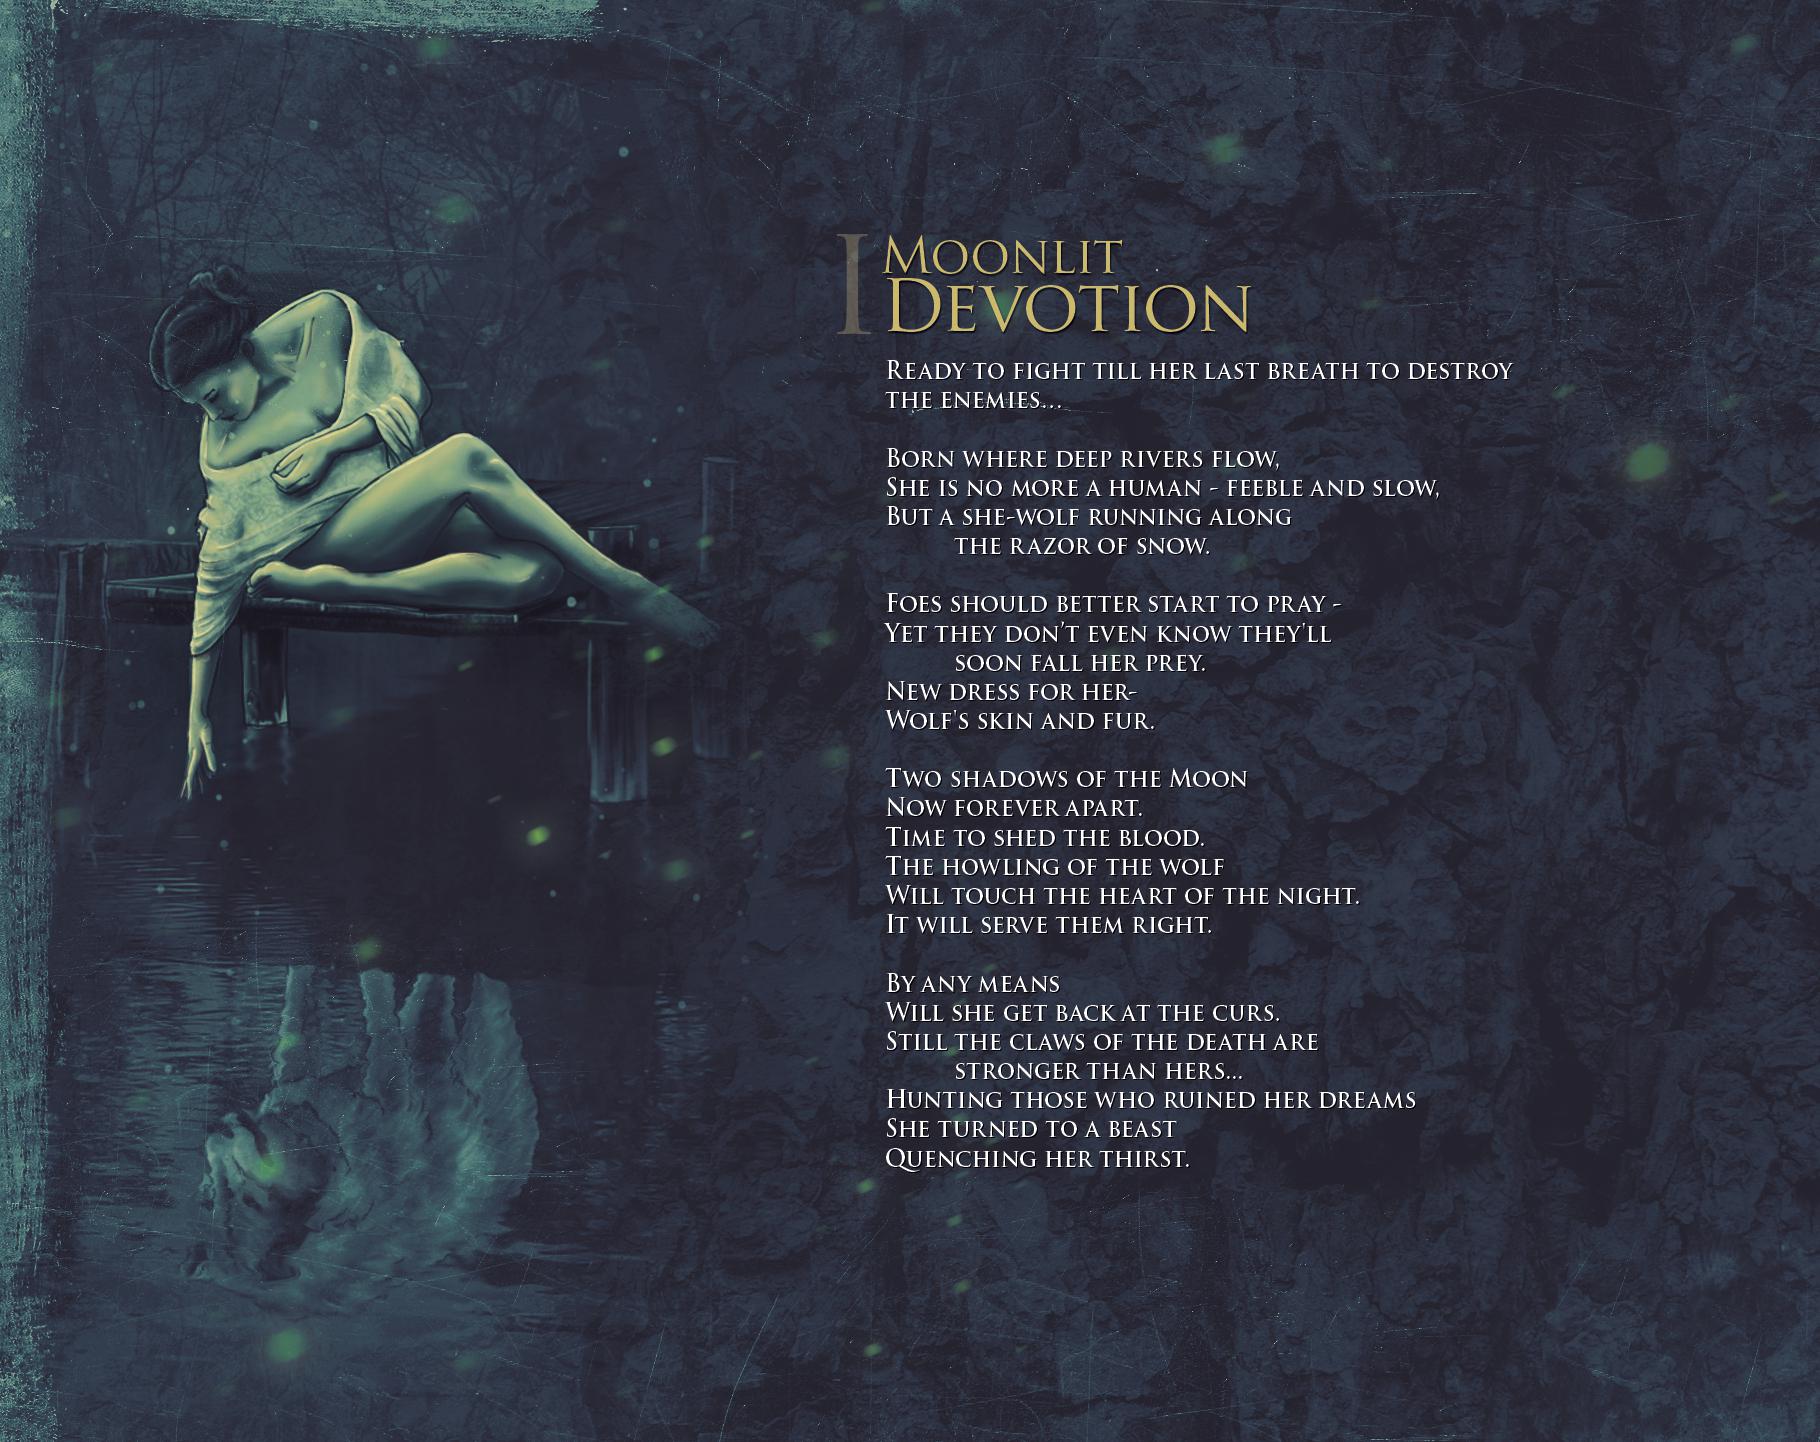 I
Moonlit
Devotion
Ready to fight till her last breath to destroy
the enemies...
Born where deep rivers flow,
She is no more a human - feeble and slow,
But a she-wolf running along
the razor of snow.
Foes should better start to pray -
Yet they don't even know they'll
soon fall her prey.
New dress for her-
Wolf's skin and fur.
Two shadows of the Moon
Now forever apart.
Time to shed the blood.
The howling of the wolf
Will touch the heart of the night.
It will serve them right.
By any means
Will she get back at the curs.
Still the claws of the death are
stronger than hers...
Hunting those who ruined her dreams
She turned to a beast
Quenching her thirst.